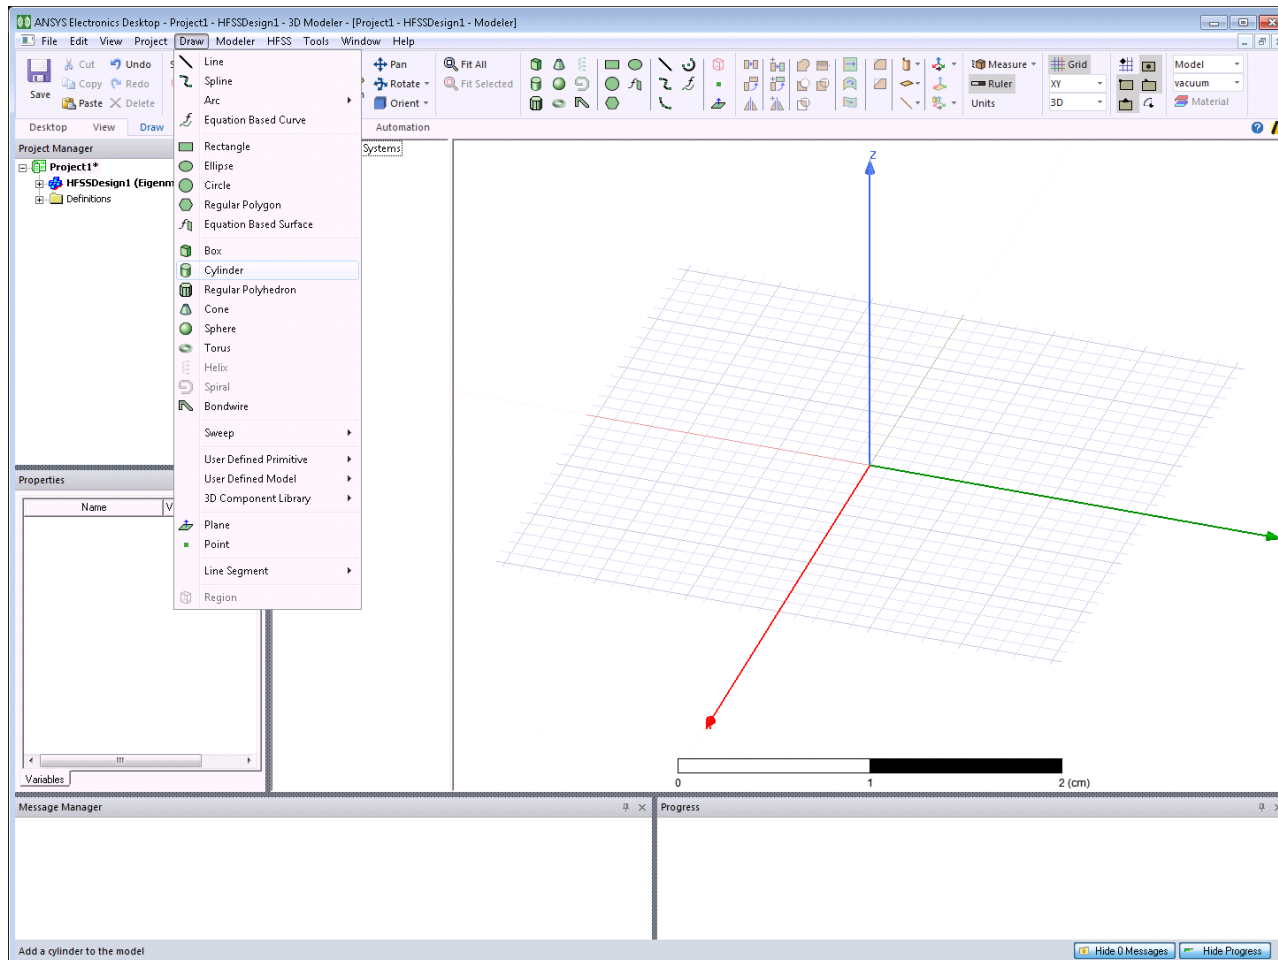 ANSYS Electronics Desktop - Project1 - HFSSDesign1 - 3D Modeler - [Project1 - HFSSDesign1 - Modeler]
File Edit View Project Draw Modeler HFSS Tools Window Help
Save
Cut Undo
Copy Redo
Paste Delete
Pan
Rotate
Orient
Fit All
Fit Selected
Measure
Ruler
Units
Grid
XY
3D
Model
vacuum
Material
Desktop View Draw
Automation
Project Manager
Project1*
HFSSDesign1 (Eigenm
Definitions
Line
Spline
Arc
Equation Based Curve
Rectangle
Ellipse
Circle
Regular Polygon
Equation Based Surface
Box
Cylinder
Regular Polyhedron
Cone
Sphere
Torus
Helix
Spiral
Bondwire
Sweep
User Defined Primitive
User Defined Model
3D Component Library
Plane
Point
Line Segment
Region
Systems
Z
0 1 2 (cm)
Properties
Name V
Variables
Message Manager
Progress
Add a cylinder to the model
Hide 0 Messages Hide Progress